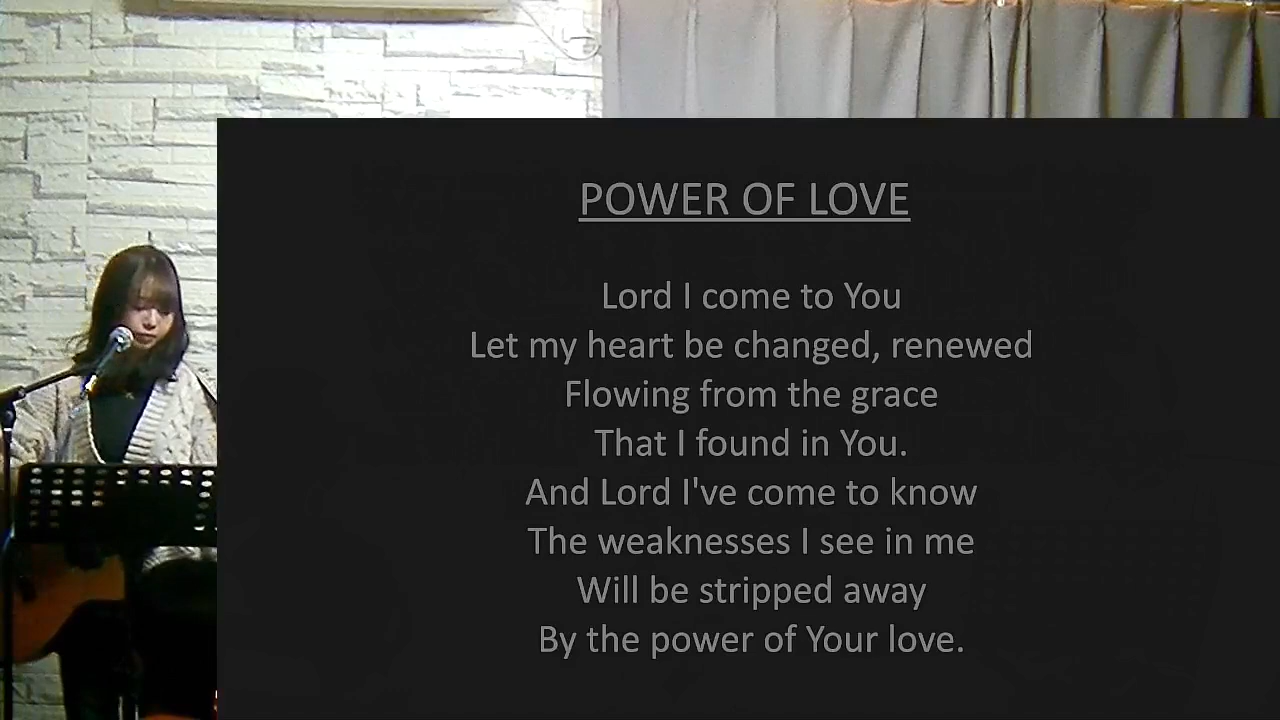 POWER OF LOVE
Lord I come to You
Let my heart be changed, renewed
Flowing from the grace
That I found in You.
And Lord I've come to know
The weaknesses I see in me
Will be stripped away
By the power of Your love.